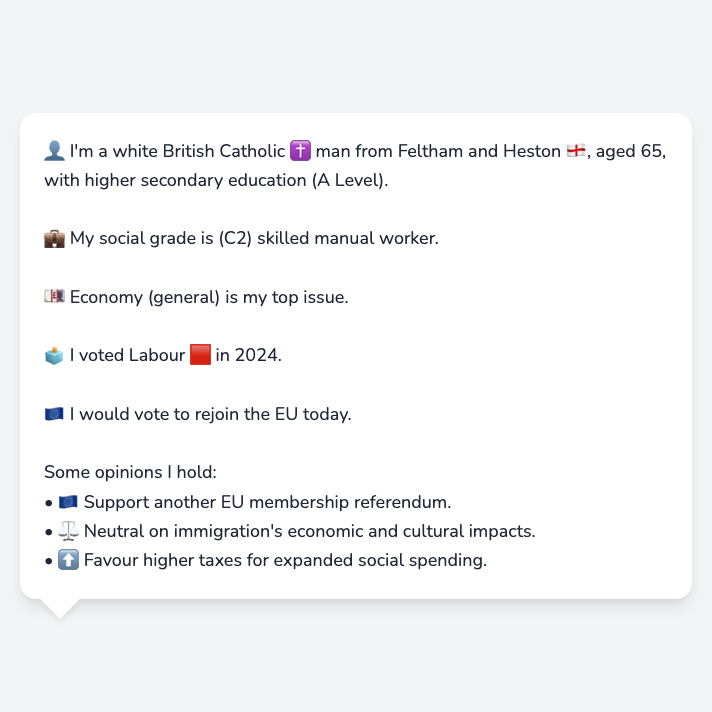 👤 I'm a white British Catholic ✝️ man from Feltham and Heston 🏴󠁧󠁢󠁥󠁮󠁧󠁿, aged 65,
with higher secondary education (A Level).
💼 My social grade is (C2) skilled manual worker.
💷 Economy (general) is my top issue.
🗳️ I voted Labour 🟥 in 2024.
🇪🇺 I would vote to rejoin the EU today.
Some opinions I hold:
• 🇪🇺 Support another EU membership referendum.
• ⚖️ Neutral on immigration's economic and cultural impacts.
• ⬆️ Favour higher taxes for expanded social spending.